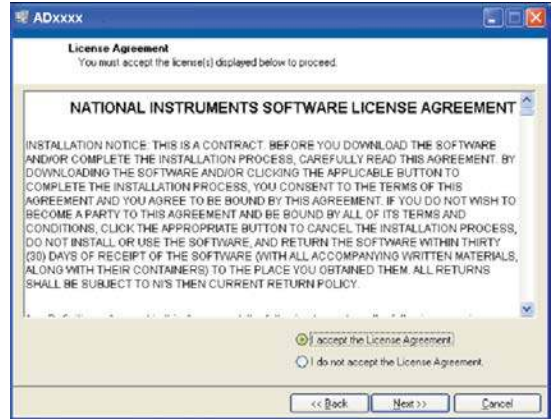 ADxxxx
License Agreement
You must accept the license(s) displayed below to proceed.
NATIONAL INSTRUMENTS SOFTWARE LICENSE AGREEMENT
INSTALLATION NOTICE: THIS IS A CONTRACT. BEFORE YOU DOWNLOAD THE SOFTWARE
AND/OR COMPLETE THE INSTALLATION PROCESS, CAREFULLY READ THIS AGREEMENT. BY
DOWNLOADING THE SOFTWARE AND/OR CLICKING THE APPLICABLE BUTTON TO
COMPLETE THE INSTALLATION PROCESS, YOU CONSENT TO THE TERMS OF THIS
AGREEMENT AND YOU AGREE TO BE BOUND BY THIS AGREEMENT. IF YOU DO NOT WISH TO
BECOME A PARTY TO THIS AGREEMENT AND BE BOUND BY ALL OF ITS TERMS AND
CONDITIONS, CLICK THE APPROPRIATE BUTTON TO CANCEL THE INSTALLATION PROCESS,
DO NOT INSTALL OR USE THE SOFTWARE, AND RETURN THE SOFTWARE WITHIN THIRTY
(30) DAYS OF RECEIPT OF THE SOFTWARE (WITH ALL ACCOMPANYING WRITTEN MATERIALS,
ALONG WITH THEIR CONTAINERS) TO THE PLACE YOU OBTAINED THEM. ALL RETURNS
SHALL BE SUBJECT TO NI'S THEN CURRENT RETURN POLICY.
I accept the License Agreement.
I do not accept the License Agreement.
<< Back
Next >>
Cancel